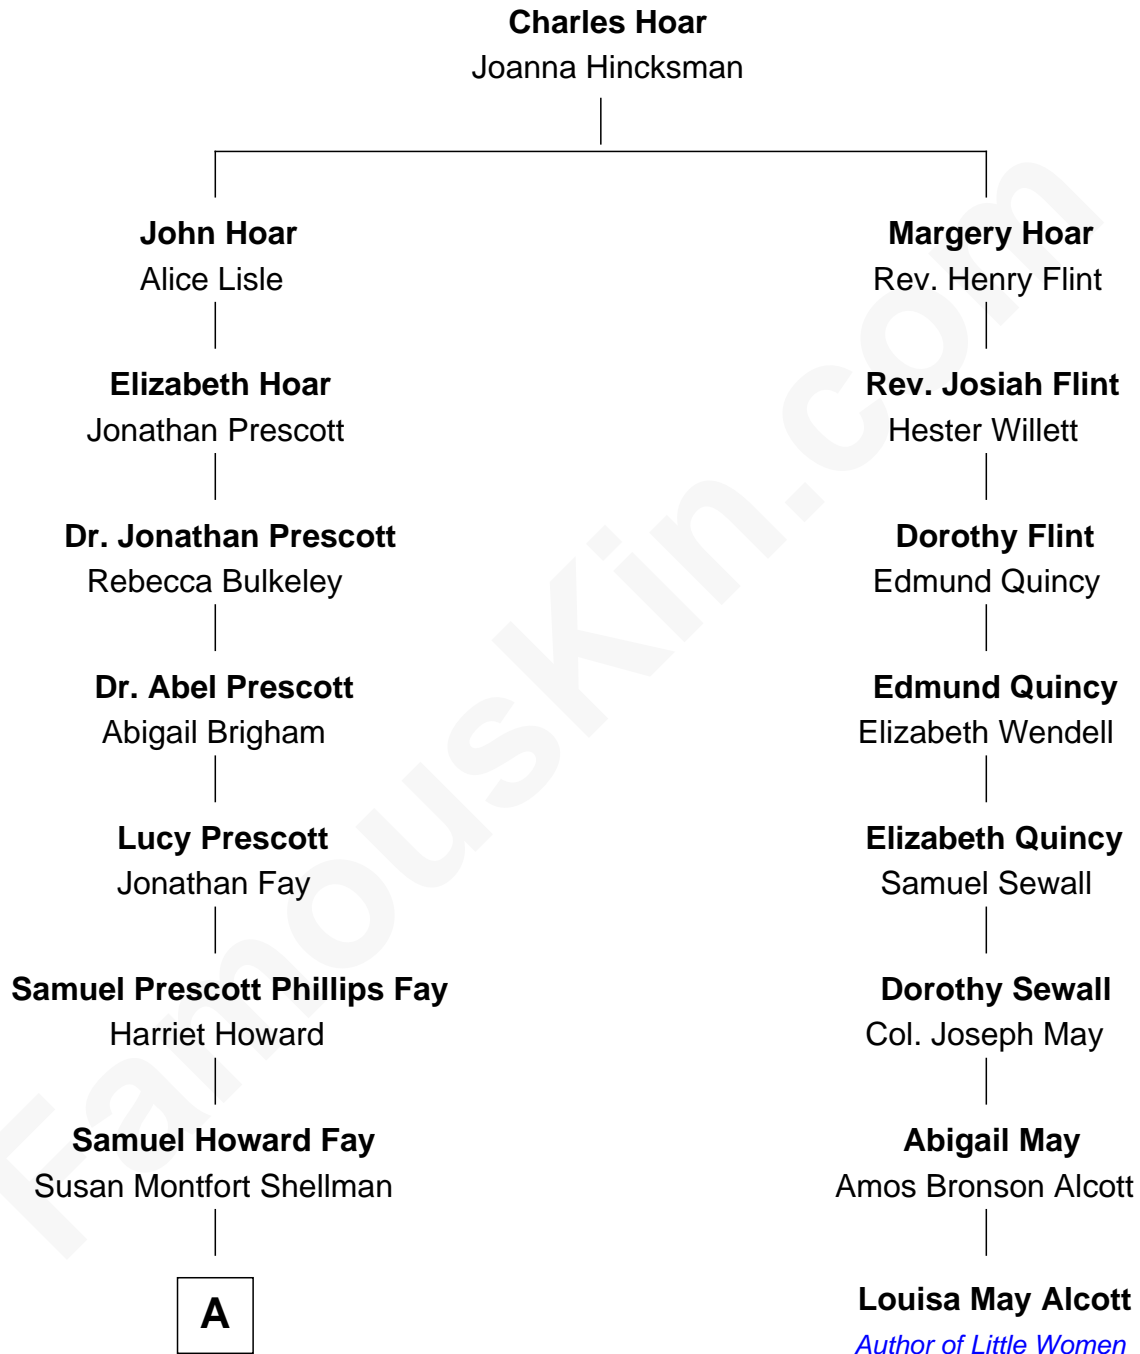 Charles Hoar
Joanna Hincksman
John Hoar
Alice Lisle
Elizabeth Hoar
Jonathan Prescott
Dr. Jonathan Prescott
Rebecca Bulkeley
Dr. Abel Prescott
Abigail Brigham
Lucy Prescott
Jonathan Fay
Samuel Prescott Phillips Fay
Harriet Howard
Samuel Howard Fay
Susan Montfort Shellman
A
Margery Hoar
Rev. Henry Flint
Rev. Josiah Flint
Hester Willett
Dorothy Flint
Edmund Quincy
Edmund Quincy
Elizabeth Wendell
Elizabeth Quincy
Samuel Sewall
Dorothy Sewall
Col. Joseph May
Abigail May
Amos Bronson Alcott
Louisa May Alcott
Author of Little Women
FamousKin.com